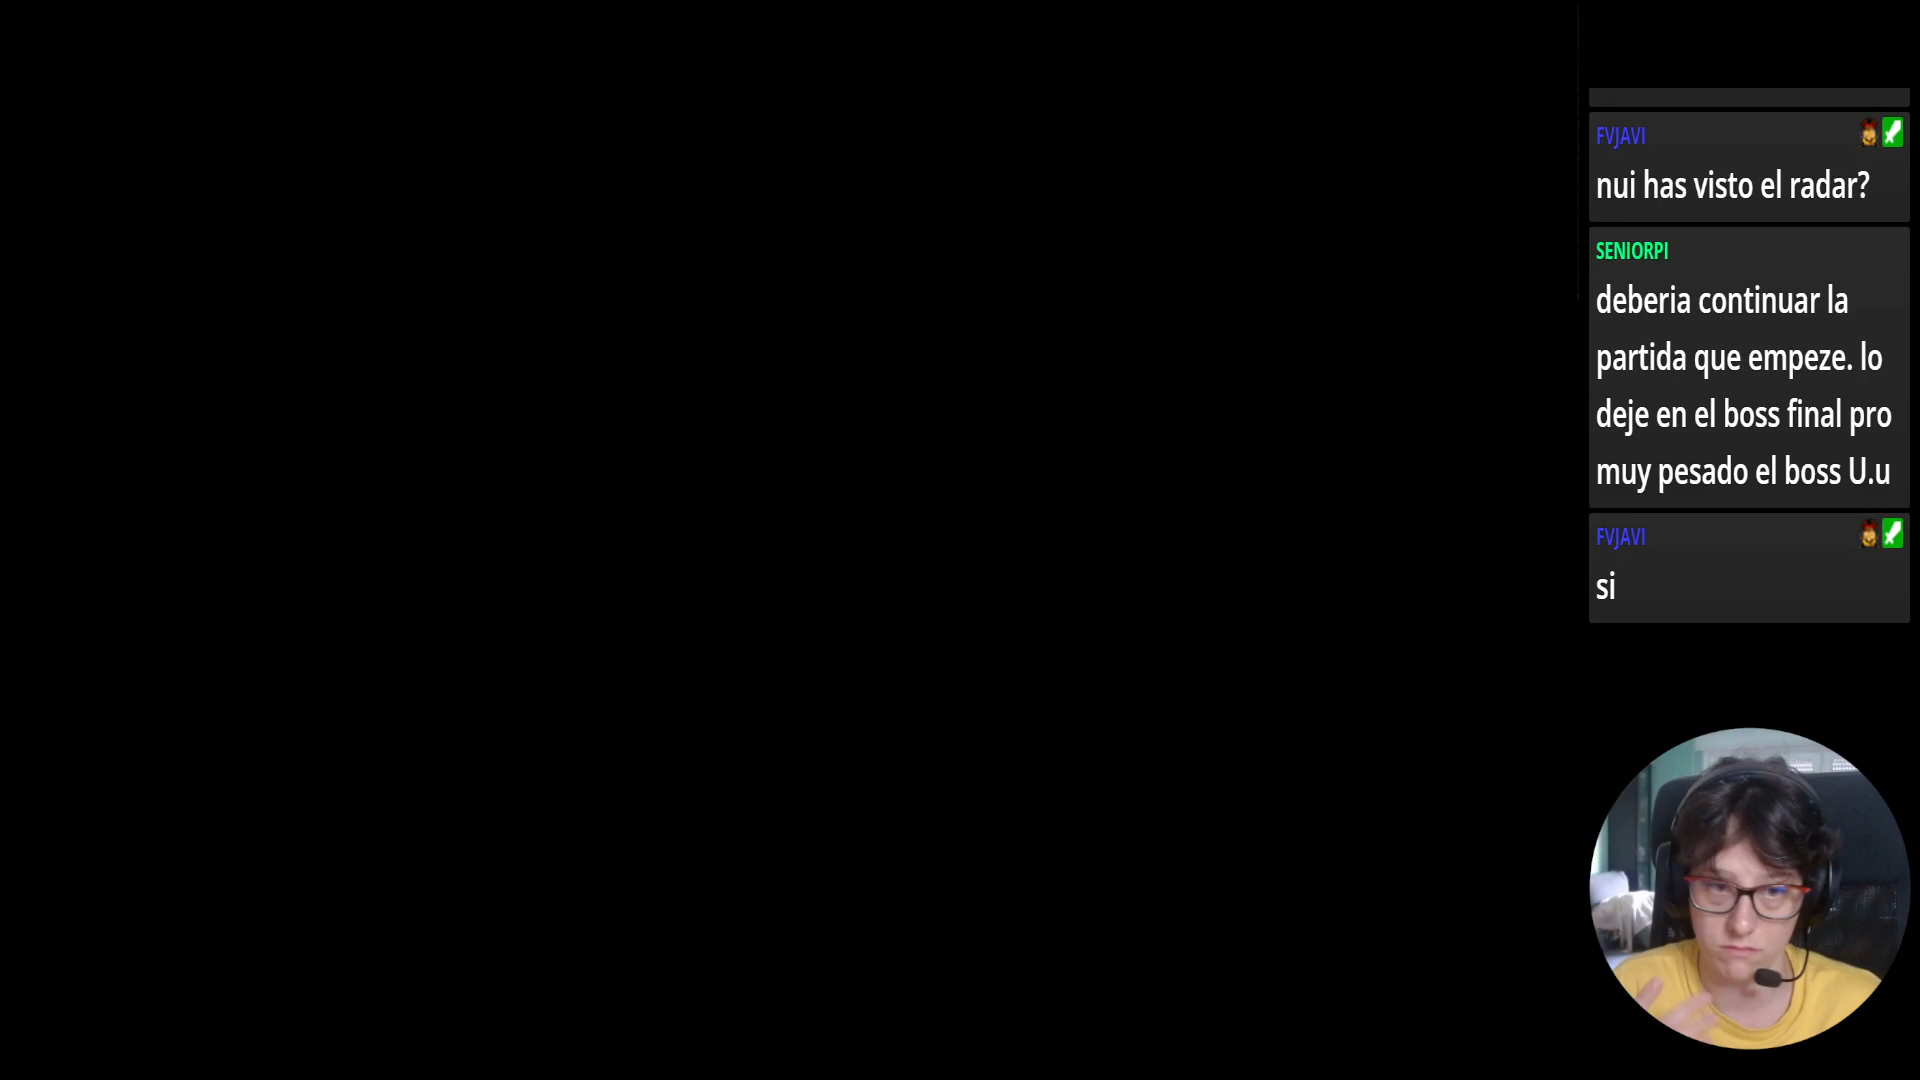 FVJAVI
nui has visto el radar?
SENIORPI
deberia continuar la
partida que empeze. lo
deje en el boss final pro
muy pesado el boss U.u
FVJAVI
si